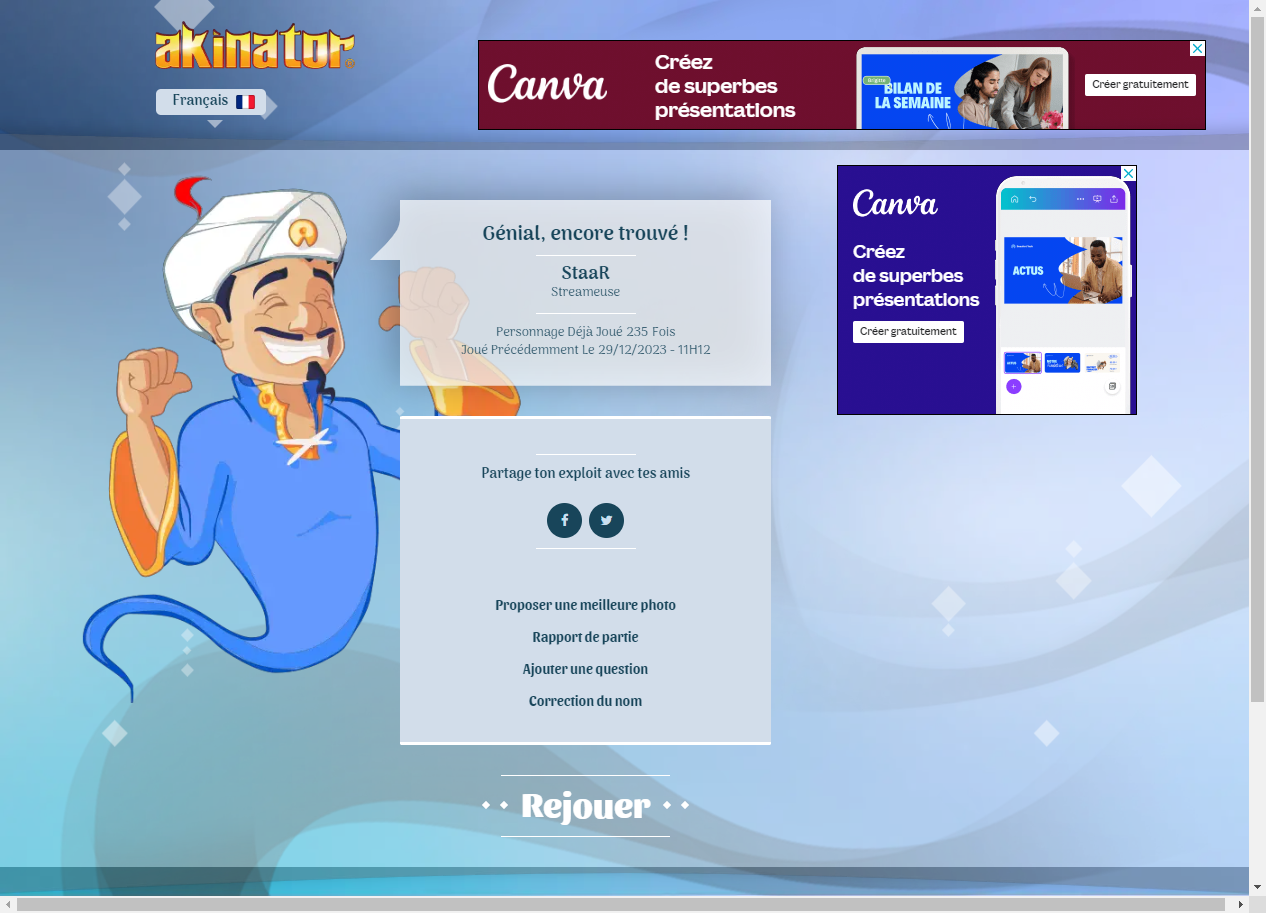 akinator
Français
Canva
Créez
de superbes
présentations
Brigitte
BILAN DE
LA SEMAINE
Créer gratuitement
Génial, encore trouvé !
StaaR
Streameuse
Personnage Déjà Joué 235 Fois
Joué Précédemment Le 29/12/2023 - 11H12
Canva
Créez
de superbes
présentations
Créer gratuitement
ACTUS
Partage ton exploit avec tes amis
Proposer une meilleure photo
Rapport de partie
Ajouter une question
Correction du nom
Rejouer